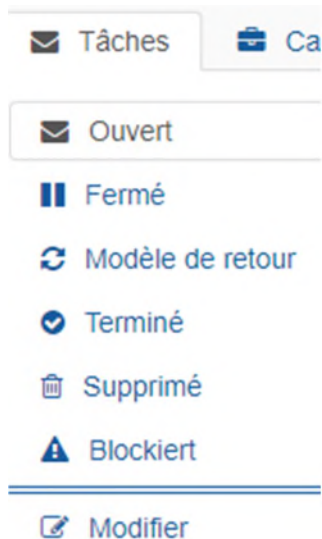 Tâches Ca
Ouvert
Fermé
Modèle de retour
Terminé
Supprimé
Blockiert
Modifier